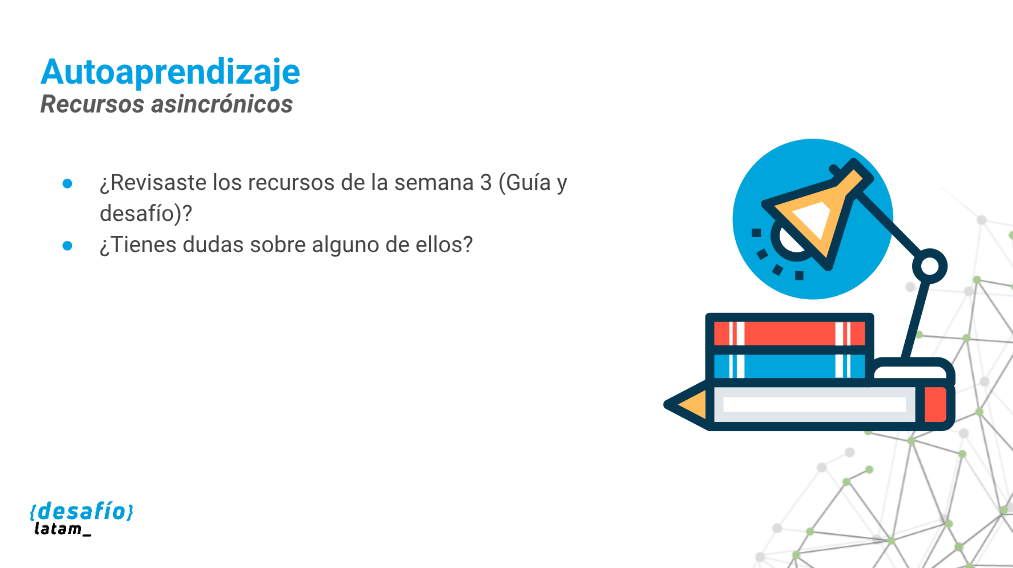 Autoaprendizaje
Recursos asincrónicos
● ¿Revisaste los recursos de la semana 3 (Guía y
desafío)?
● ¿Tienes dudas sobre alguno de ellos?
{desafío}
latam_